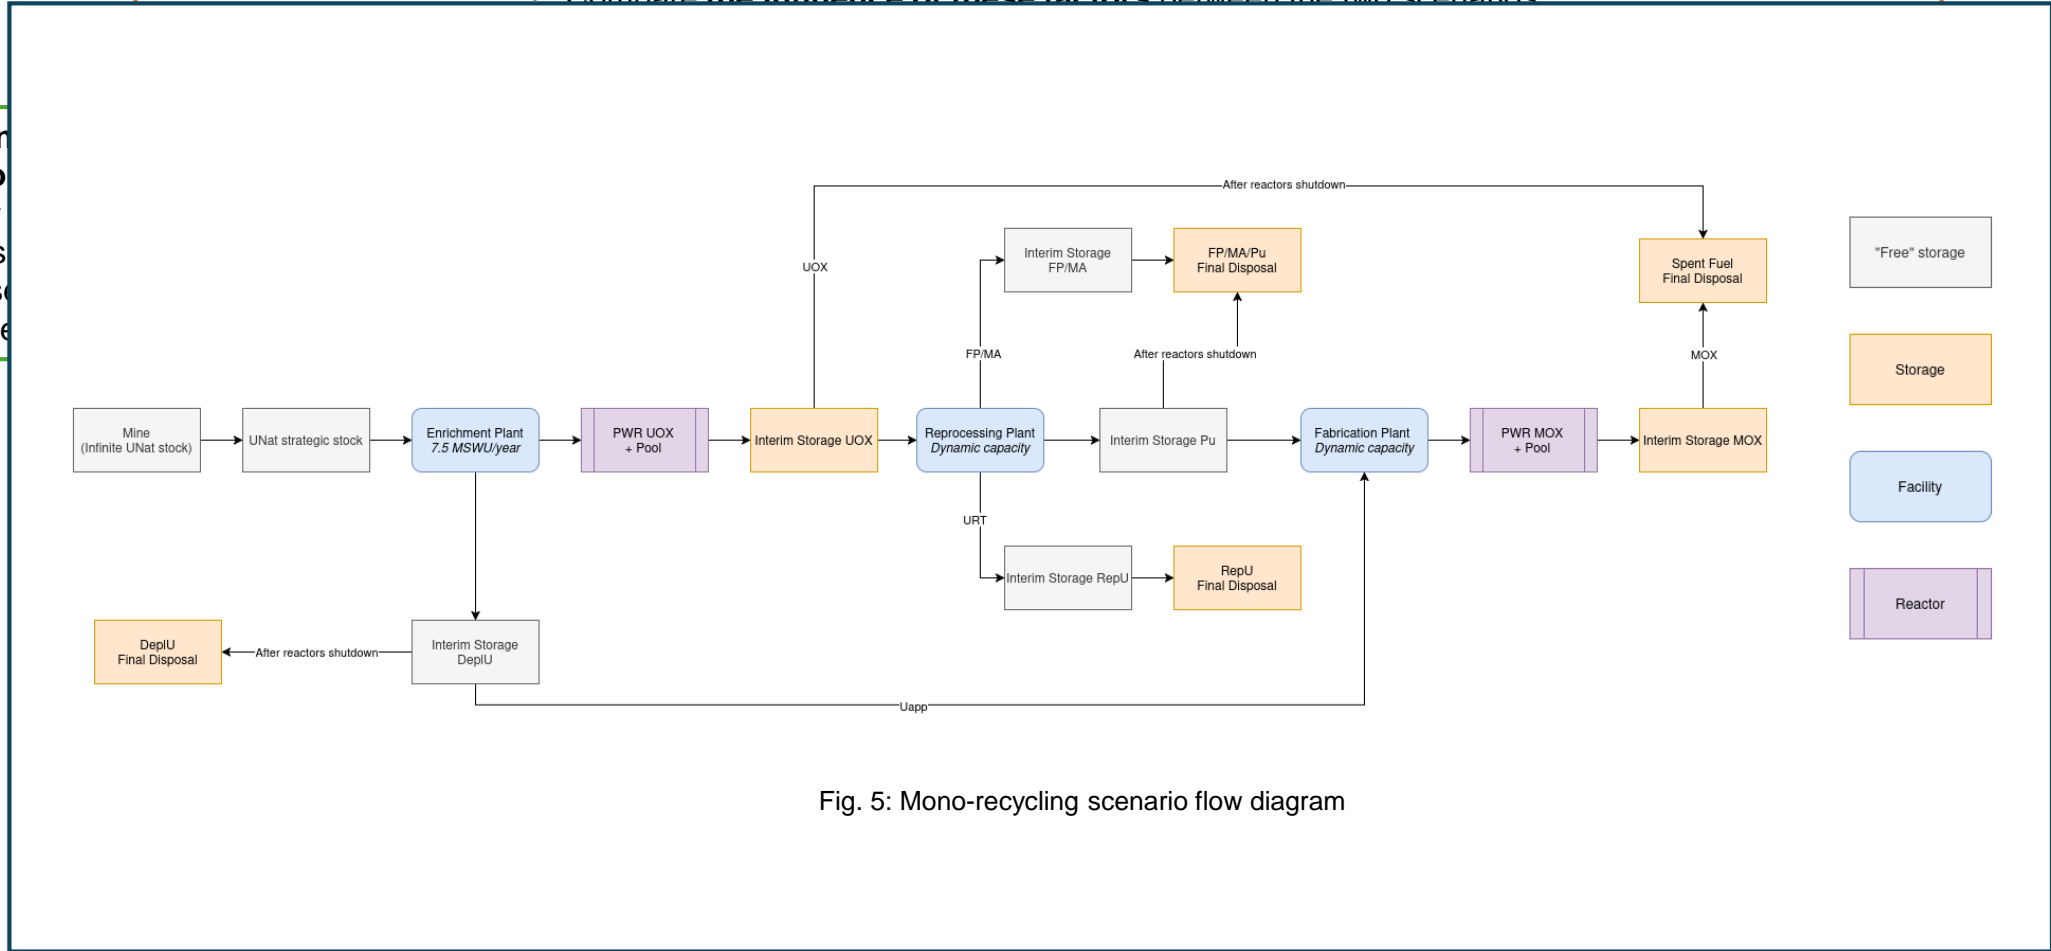 After reactors shutdown
UOX
Interim Storage
FP/MA
FP/MA/Pu
Final Disposal
Spent Fuel
Final Disposal
"Free" storage
FP/MA
After reactors shutdown
MOX
Storage
Mine
(Infinite UNat stock)
UNat strategic stock
Enrichment Plant
7.5 MSWU/year
PWR UOX
+ Pool
Interim Storage UOX
Reprocessing Plant
Dynamic capacity
Interim Storage Pu
Fabrication Plant
Dynamic capacity
PWR MOX
+ Pool
Interim Storage MOX
Facility
URT
Interim Storage RepU
RepU
Final Disposal
Reactor
DeplU
Final Disposal
After reactors shutdown
Interim Storage
DeplU
Uapp
Fig. 5: Mono-recycling scenario flow diagram